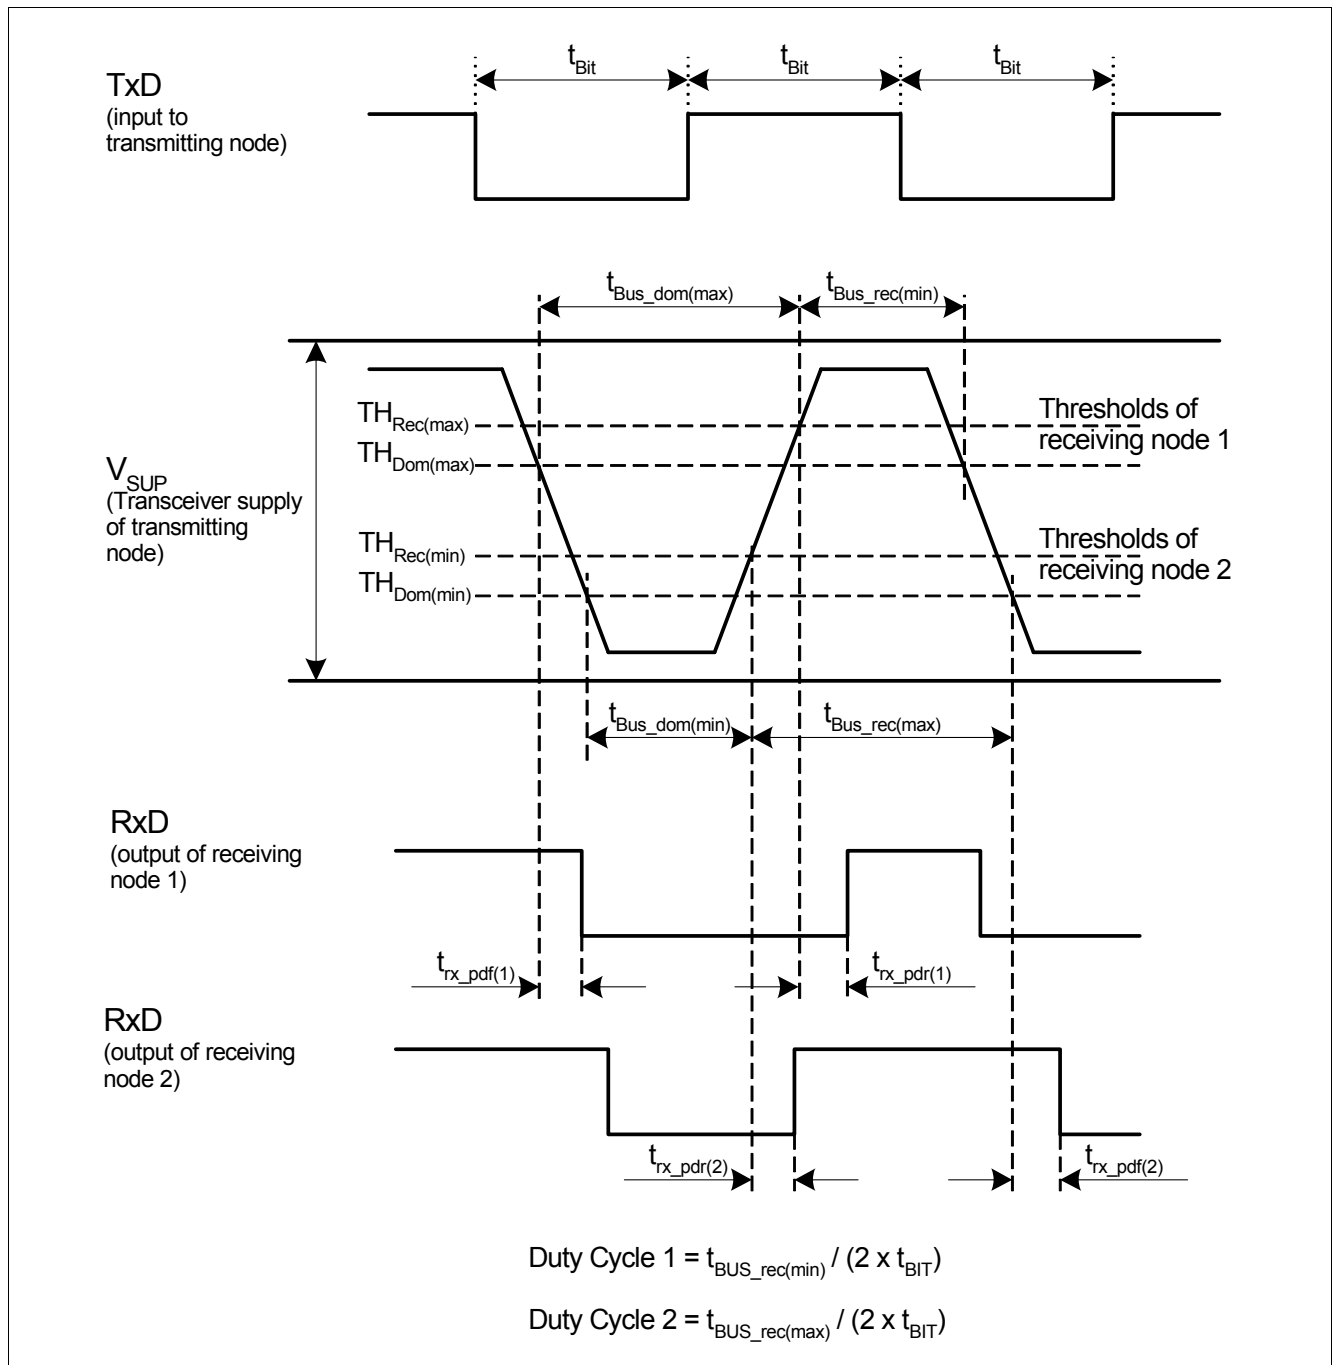 t_Bit t_Bit t_Bit
TxD
(input to
transmitting node)
t_Bus_dom(max) t_Bus_rec(min)
TH_Rec(max)
TH_Dom(max)
Thresholds of
receiving node 1
V_SUP
(Transceiver supply
of transmitting
node)
TH_Rec(min)
TH_Dom(min)
Thresholds of
receiving node 2
t_Bus_dom(min) t_Bus_rec(max)
RxD
(output of receiving
node 1)
t_rx_pdf(1) t_rx_pdr(1)
RxD
(output of receiving
node 2)
t_rx_pdr(2) t_rx_pdf(2)
Duty Cycle 1 = t_BUS_rec(min) / (2 x t_BIT)
Duty Cycle 2 = t_BUS_rec(max) / (2 x t_BIT)